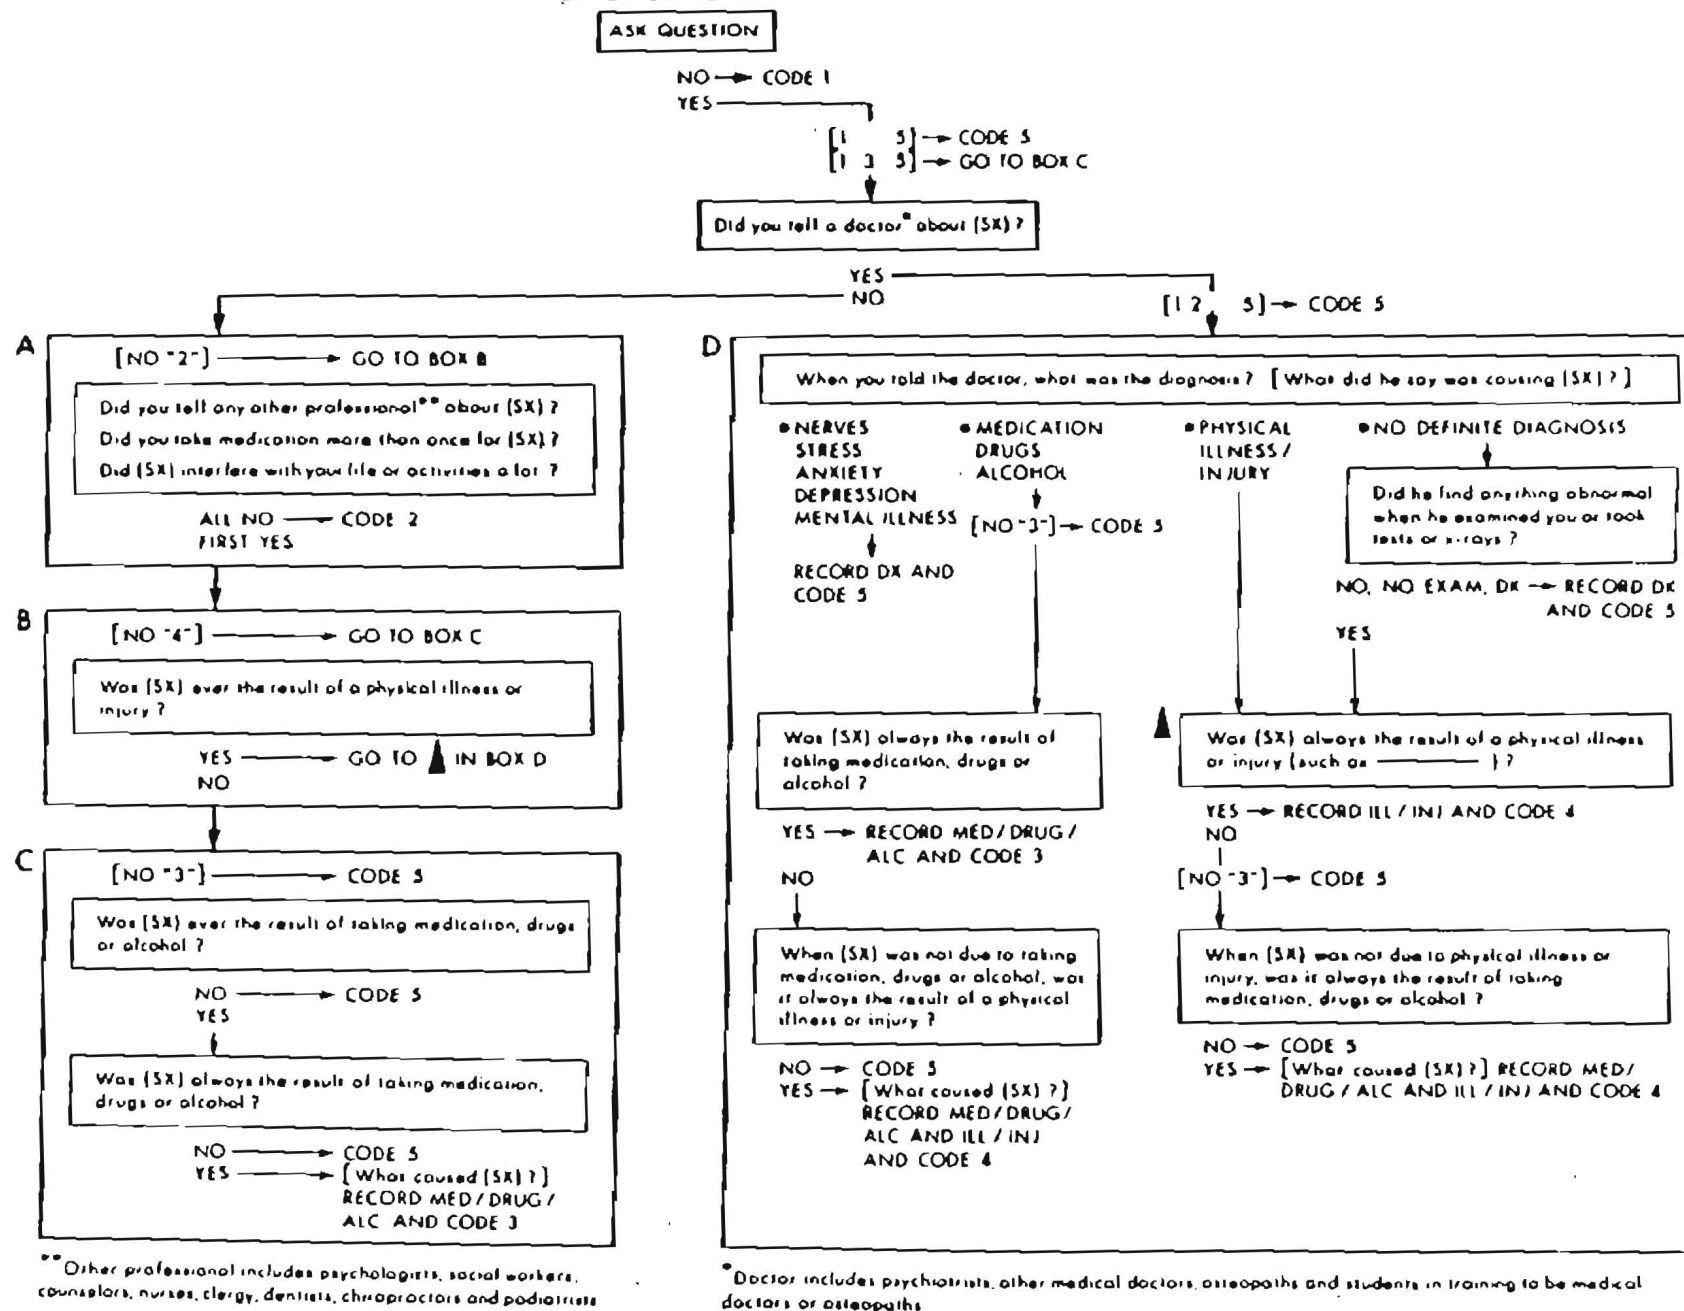 ASK QUESTION
NO → CODE 1
YES
[1 5] → CODE 5
[1 3 5] → GO TO BOX C
Did you tell a doctor* about (SX) ?
YES
NO
[1 2 5] → CODE 5
A
[NO "2"] → GO TO BOX B
Did you tell any other professional** about (SX) ?
Did you take medication more than once for (SX) ?
Did (SX) interfere with your life or activities a lot ?
ALL NO — CODE 2
FIRST YES
B
[NO "4"] → GO TO BOX C
Was (SX) ever the result of a physical illness or
injury ?
YES → GO TO ▲ IN BOX D
NO
C
[NO "3"] → CODE 5
Was (SX) ever the result of taking medication, drugs
or alcohol ?
NO → CODE 5
YES
Was (SX) always the result of taking medication,
drugs or alcohol ?
NO → CODE 5
YES → [What caused (SX) ?]
RECORD MED/DRUG/
ALC AND CODE 3
**Other professional includes psychologists, social workers,
counselors, nurses, clergy, dentists, chiropractors and podiatrists
D
When you told the doctor, what was the diagnosis ? [What did he say was causing (SX) ?]
• NERVES
STRESS
ANXIETY
DEPRESSION
MENTAL ILLNESS
RECORD DX AND
CODE 5
• MEDICATION
DRUGS
ALCOHOL
[NO "3"] → CODE 5
Was (SX) always the result of
taking medication, drugs or
alcohol ?
YES → RECORD MED/DRUG/
ALC AND CODE 3
NO
When (SX) was not due to taking
medication, drugs or alcohol, was
it always the result of a physical
illness or injury ?
NO → CODE 5
YES → [What caused (SX) ?]
RECORD MED/DRUG/
ALC AND ILL/INJ
AND CODE 4
• PHYSICAL
ILLNESS/
INJURY
• NO DEFINITE DIAGNOSIS
Did he find anything abnormal
when he examined you or took
tests or x-rays ?
NO, NO EXAM, DK → RECORD DX
AND CODE 5
YES
▲
Was (SX) always the result of a physical illness
or injury (such as ———— ) ?
YES → RECORD ILL/INJ AND CODE 4
NO
[NO "3"] → CODE 5
When (SX) was not due to physical illness or
injury, was it always the result of taking
medication, drugs or alcohol ?
NO → CODE 5
YES → [What caused (SX) ?] RECORD MED/
DRUG/ALC AND ILL/INJ AND CODE 4
*Doctor includes psychiatrists, other medical doctors, osteopaths and students in training to be medical
doctors or osteopaths